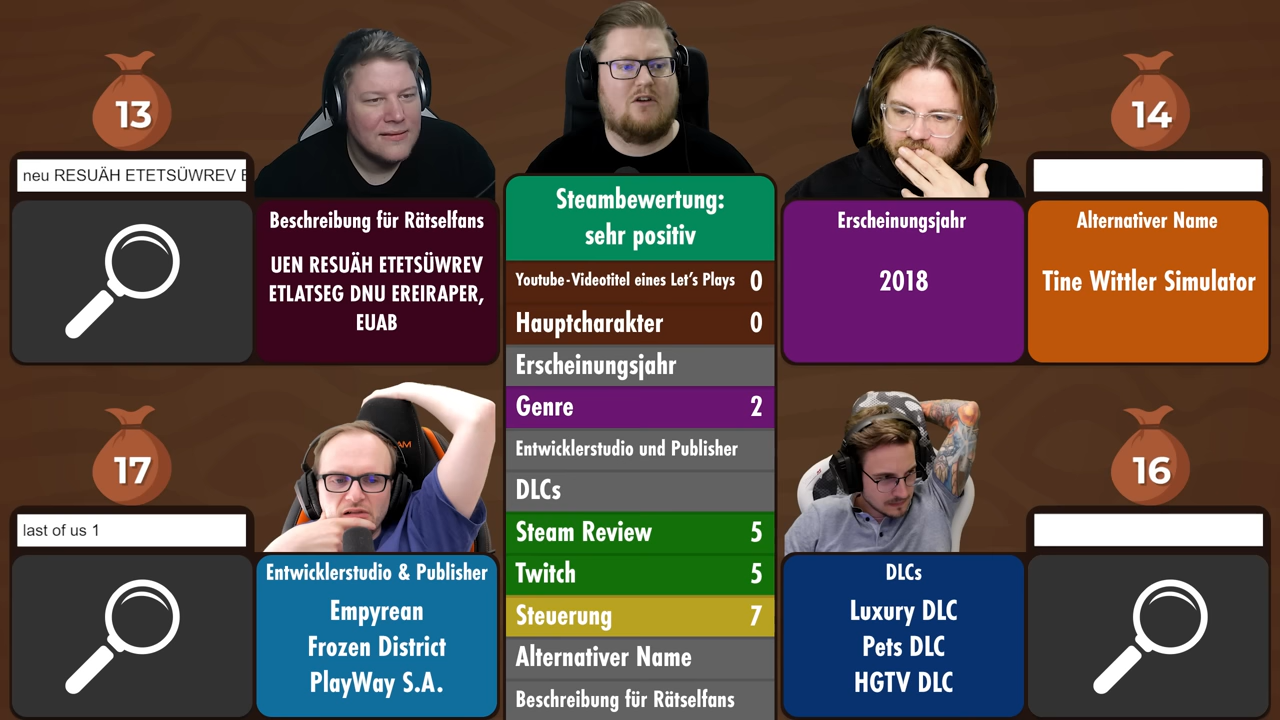 13
neu RESUÄH ETETSÜWREV
Beschreibung für Rätselfans
UEN RESUÄH ETETSÜWREV
ETLATSEG DNU EREIRAPER,
EUAB
Steambewertung:
sehr positiv
Youtube-Videotitel eines Let's Plays 0
Hauptcharakter 0
Erscheinungsjahr
Genre 2
Entwicklerstudio und Publisher
DLCs
Steam Review 5
Twitch 5
Steuerung 7
Alternativer Name
Beschreibung für Rätselfans
Erscheinungsjahr
2018
14
Alternativer Name
Tine Wittler Simulator
17
last of us 1
Entwicklerstudio & Publisher
Empyrean
Frozen District
PlayWay S.A.
DLCs
Luxury DLC
Pets DLC
HGTV DLC
16